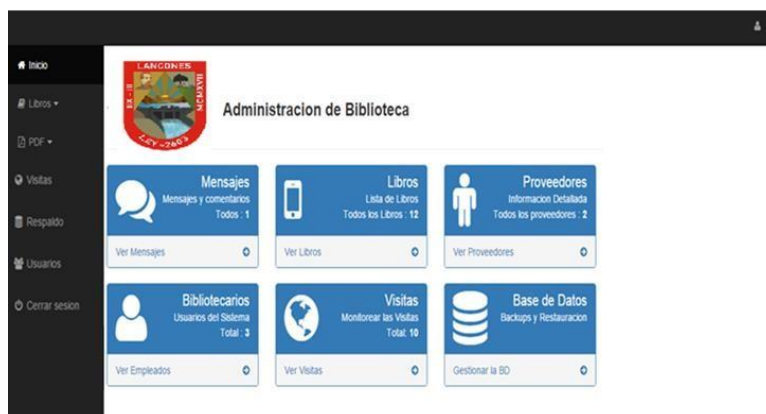 Inicio
Libros
PDF
Visitas
Respaldo
Usuarios
Cerrar sesion
LANCONES
MCMXVII
LEY -2603
Administracion de Biblioteca
Mensajes
Mensajes y comentarios
Todos : 1
Ver Mensajes
Libros
Lista de Libros
Todos los Libros : 12
Ver Libros
Proveedores
Informacion Detallada
Todos los proveedores : 2
Ver Proveedores
Bibliotecarios
Usuarios del Sistema
Total : 3
Ver Empleados
Visitas
Monitorear las Visitas
Total: 10
Ver Visitas
Base de Datos
Backups y Restauracion
Gestionar la BD